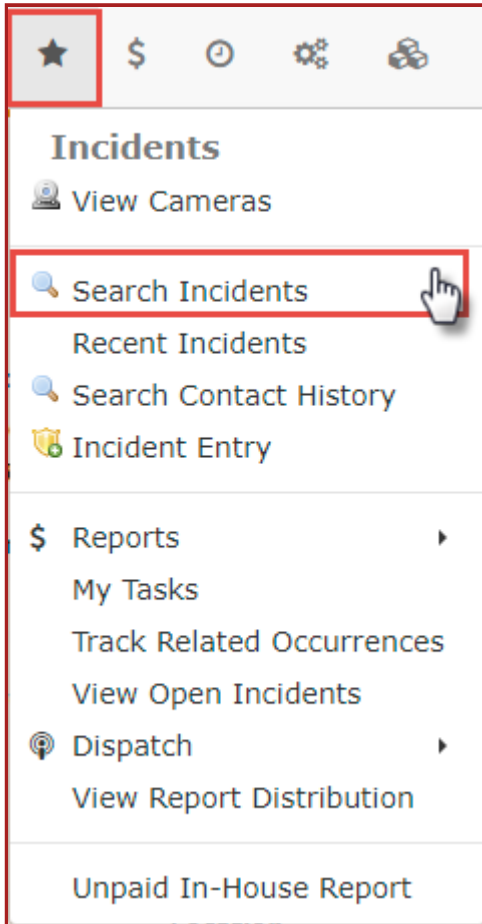 Incidents
View Cameras
Search Incidents
Recent Incidents
Search Contact History
Incident Entry
$ Reports
My Tasks
Track Related Occurrences
View Open Incidents
Dispatch
View Report Distribution
Unpaid In-House Report